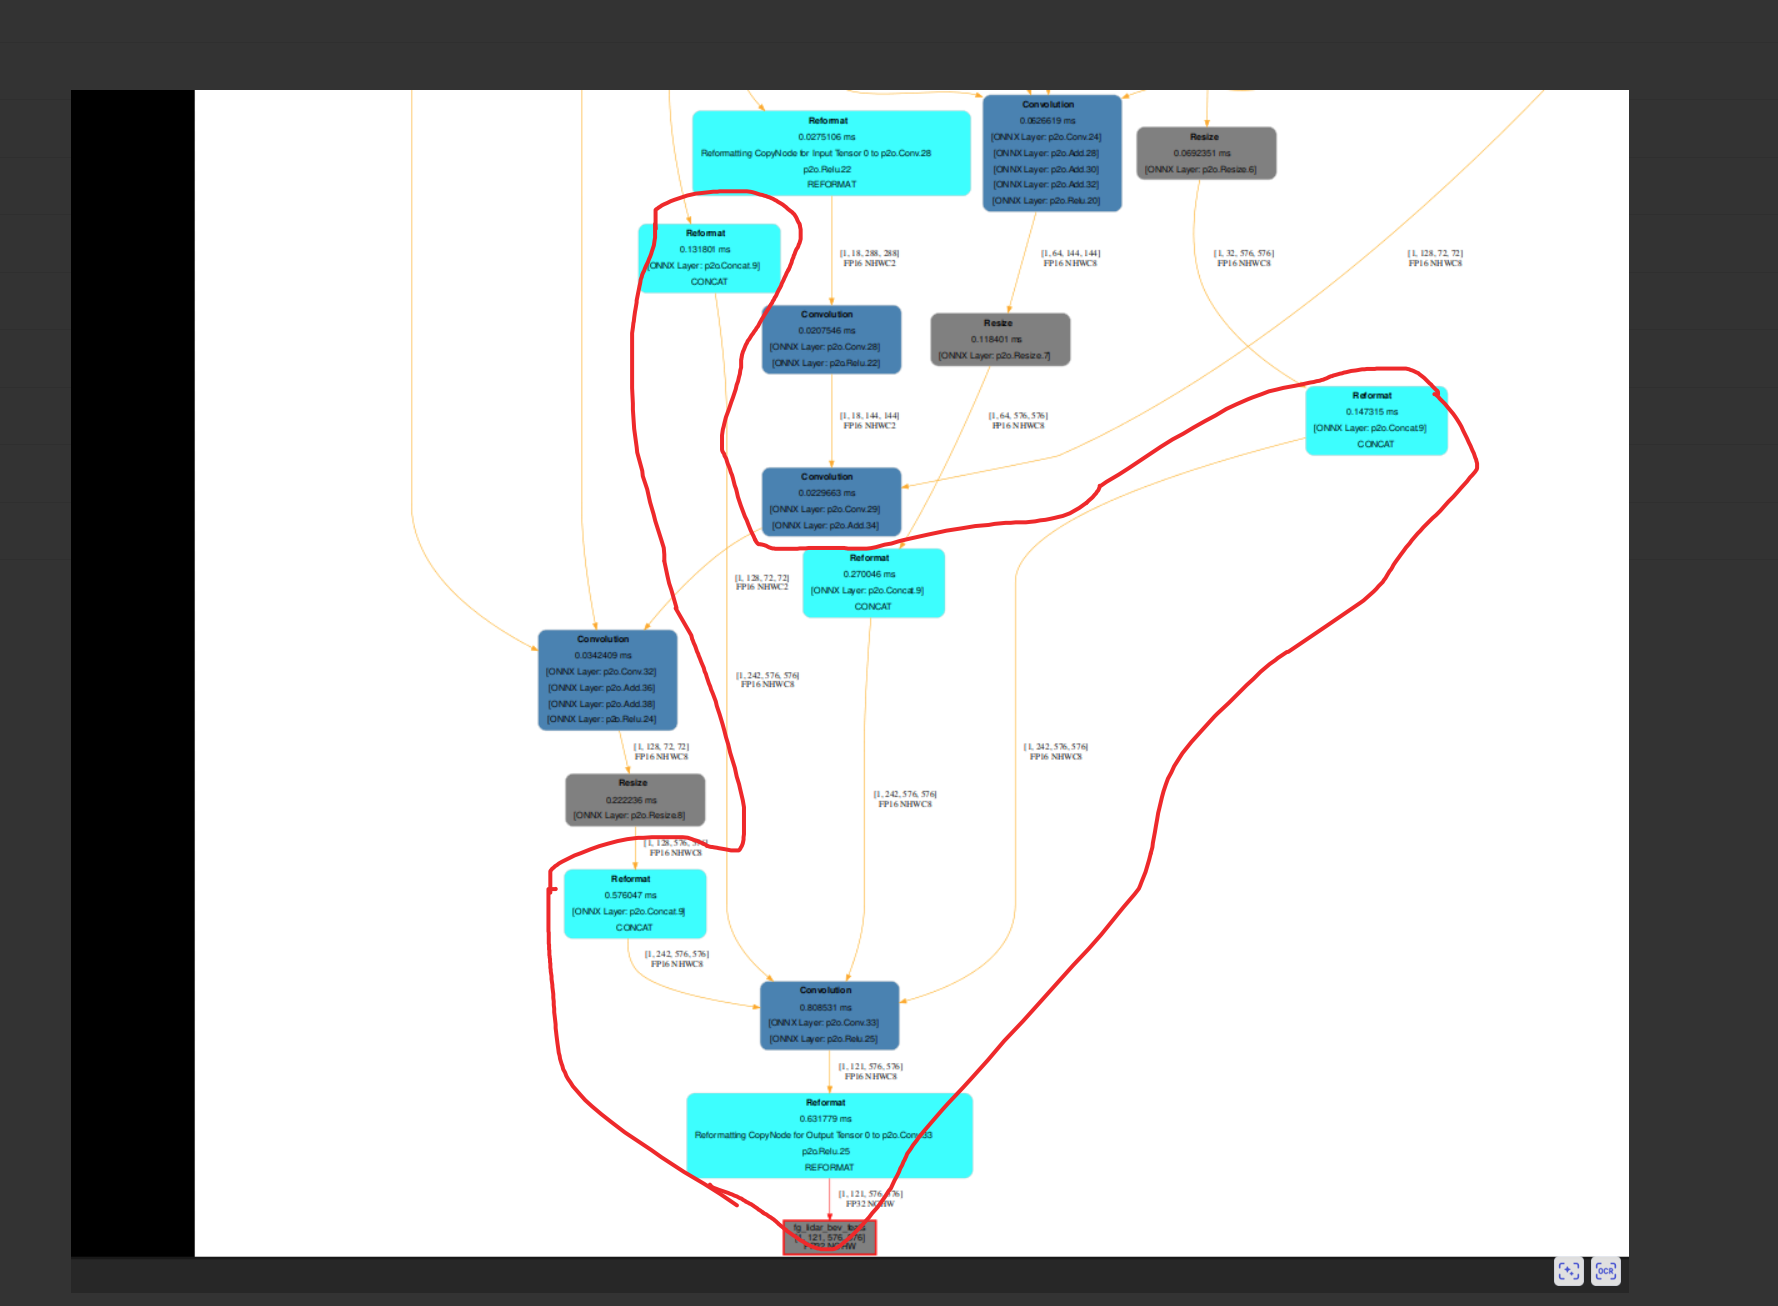 Convolution
0.0626619 ms
[ONNX Layer: p2o.Conv.24]
[ONNX Layer: p2o.Add.28]
[ONNX Layer: p2o.Add.30]
[ONNX Layer: p2o.Add.32]
[ONNX Layer: p2o.Relu.20]
Reformat
0.0275106 ms
Reformatting CopyNode for Input Tensor 0 to p2o.Conv.28
p2o.Relu.22
REFORMAT
Resize
0.0692351 ms
[ONNX Layer: p2o.Resize.6]
Reformat
0.131801 ms
[ONNX Layer: p2o.Concat.9]
CONCAT
[1, 18, 288, 288]
FP16 NHWC2
[1, 64, 144, 144]
FP16 NHWC8
[1, 32, 576, 576]
FP16 NHWC8
[1, 128, 72, 72]
FP16 NHWC8
Convolution
0.0207546 ms
[ONNX Layer: p2o.Conv.28]
[ONNX Layer: p2o.Relu.22]
Resize
0.118401 ms
[ONNX Layer: p2o.Resize.7]
Reformat
0.147315 ms
[ONNX Layer: p2o.Concat.9]
CONCAT
[1, 18, 144, 144]
FP16 NHWC2
[1, 64, 576, 576]
FP16 NHWC8
Convolution
0.0229663 ms
[ONNX Layer: p2o.Conv.29]
[ONNX Layer: p2o.Add.34]
Reformat
0.270046 ms
[ONNX Layer: p2o.Concat.9]
CONCAT
[1, 128, 72, 72]
FP16 NHWC2
Convolution
0.0342409 ms
[ONNX Layer: p2o.Conv.32]
[ONNX Layer: p2o.Add.36]
[ONNX Layer: p2o.Add.38]
[ONNX Layer: p2o.Relu.24]
[1, 242, 576, 576]
FP16 NHWC8
[1, 128, 72, 72]
FP16 NHWC8
[1, 242, 576, 576]
FP16 NHWC8
Resize
0.222236 ms
[ONNX Layer: p2o.Resize.8]
[1, 242, 576, 576]
FP16 NHWC8
[1, 128, 576, 576]
FP16 NHWC8
Reformat
0.576047 ms
[ONNX Layer: p2o.Concat.9]
CONCAT
[1, 242, 576, 576]
FP16 NHWC8
Convolution
0.808531 ms
[ONNX Layer: p2o.Conv.33]
[ONNX Layer: p2o.Relu.25]
[1, 121, 576, 576]
FP16 NHWC8
Reformat
0.631779 ms
Reformatting CopyNode for Output Tensor 0 to p2o.Conv.33
p2o.Relu.25
REFORMAT
[1, 121, 576, 576]
FP32 NCHW
[1, 121, 576, 576]
FP32 NCHW
OCR